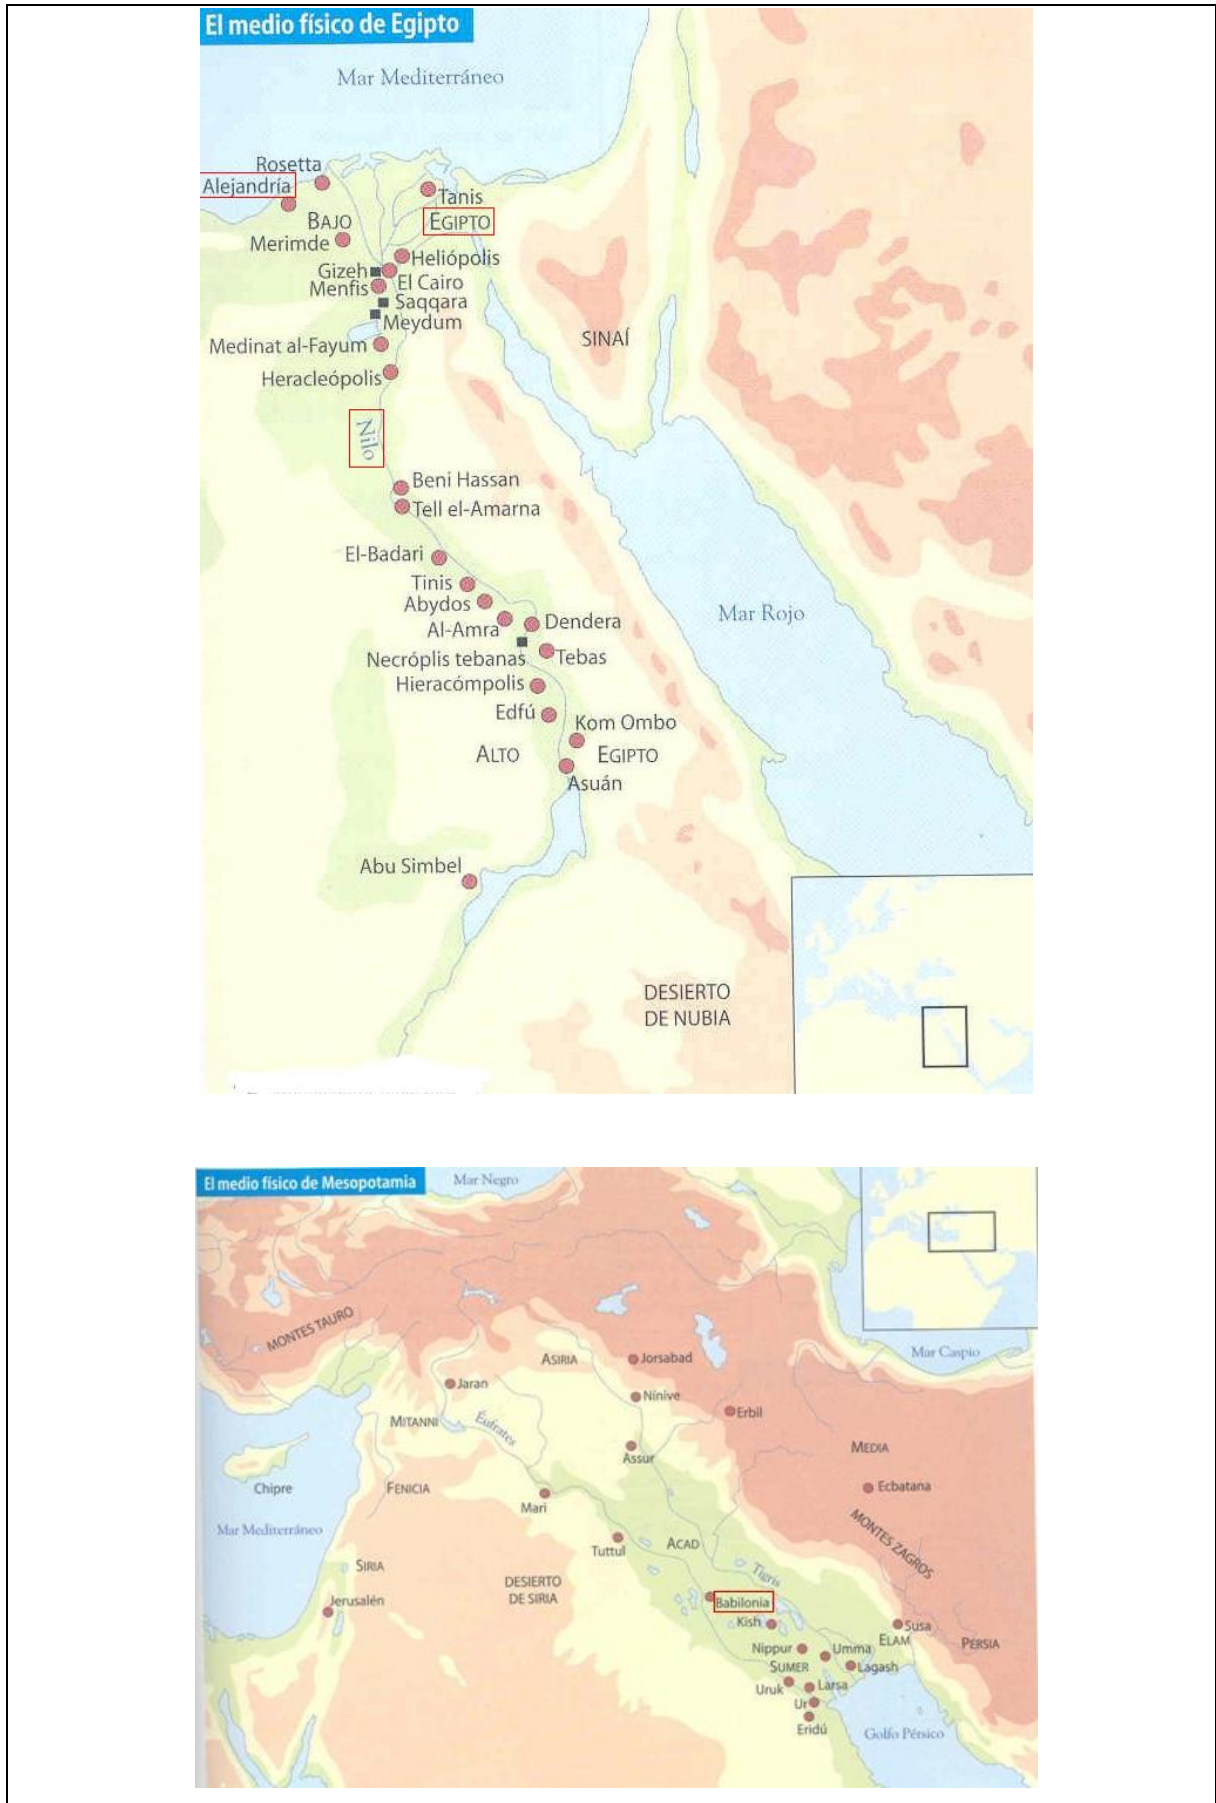 El medio físico de Egipto
Mar Mediterráneo
Rosetta
Alejandría
Tanis
BAJO
EGIPTO
Merimde
Heliópolis
Gizeh
El Cairo
Menfis
Saqqara
Meydum
SINAÍ
Medinat al-Fayum
Heracleópolis
Nilo
Beni Hassan
Tell el-Amarna
El-Badari
Tinis
Abydos
Mar Rojo
Al-Amra
Dendera
Necróplis tebanas
Tebas
Hieracómpolis
Edfú
Kom Ombo
ALTO
EGIPTO
Asuán
Abu Simbel
DESIERTO
DE NUBIA
El medio físico de Mesopotamia
Mar Negro
MONTES TAURO
Mar Caspio
ASIRIA
Jorsabad
Jaran
Nínive
Erbil
MITANNI
Éufrates
MEDIA
Assur
Chipre
FENICIA
Ecbatana
Mari
Mar Mediterráneo
MONTES ZAGROS
Tuttul
ACAD
SIRIA
Tigris
DESIERTO
DE SIRIA
Jerusalén
Babilonia
Kish
Susa
Nippur
Umma
ELAM
PERSIA
SUMER
Lagash
Uruk
Larsa
Ur
Eridú
Golfo Pérsico